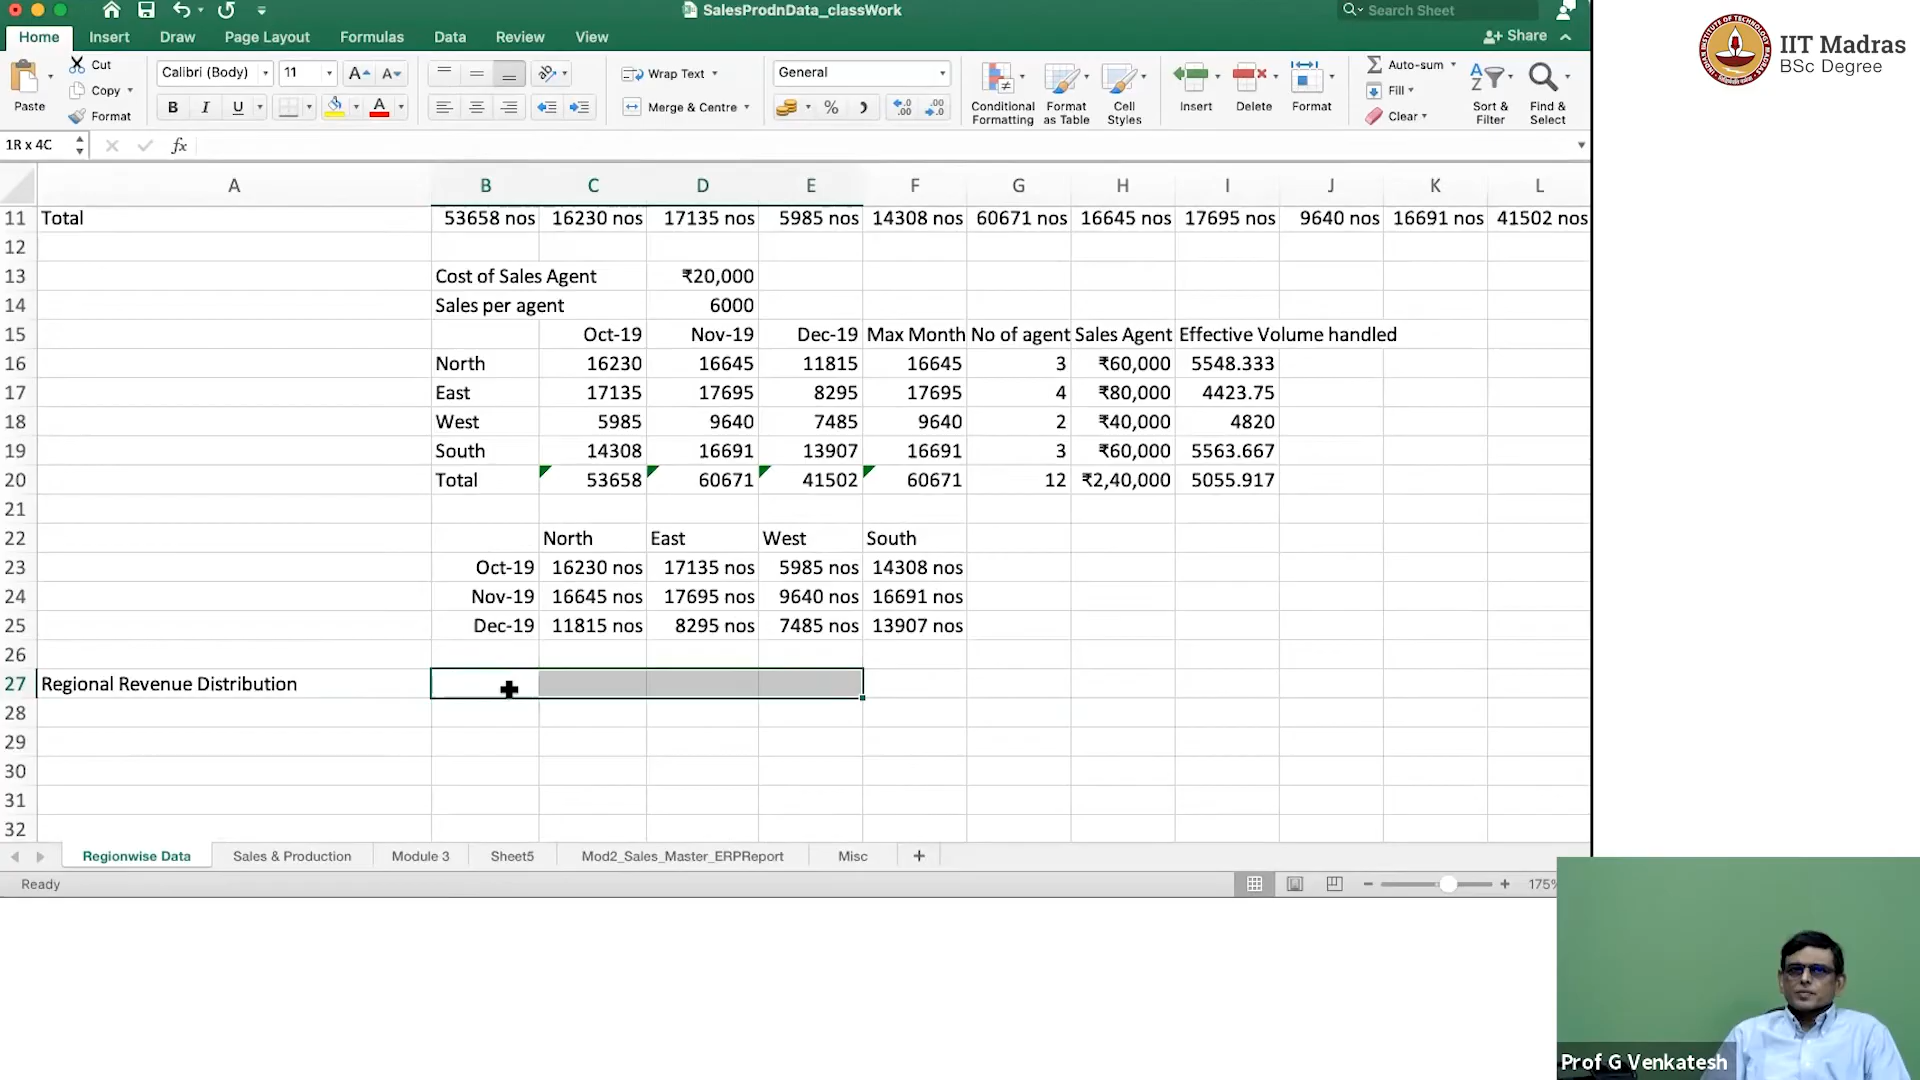 SalesProdnData_classWork
Search Sheet
Home Insert Draw Page Layout Formulas Data Review View
Share
Paste
Cut
Copy
Format
Calibri (Body) 11
A A
B I U A
Wrap Text
Merge & Centre
General
%
Conditional Formatting
Format as Table
Cell Styles
Insert
Delete
Format
Auto-sum
Fill
Clear
Sort & Filter
Find & Select
1R x 4C fx
A B C D E F G H I J K L
11 Total 53658 nos 16230 nos 17135 nos 5985 nos 14308 nos 60671 nos 16645 nos 17695 nos 9640 nos 16691 nos 41502 nos
12
13 Cost of Sales Agent ₹20,000
14 Sales per agent 6000
15 Oct-19 Nov-19 Dec-19 Max Month No of agent Sales Agent Effective Volume handled
16 North 16230 16645 11815 16645 3 ₹60,000 5548.333
17 East 17135 17695 8295 17695 4 ₹80,000 4423.75
18 West 5985 9640 7485 9640 2 ₹40,000 4820
19 South 14308 16691 13907 16691 3 ₹60,000 5563.667
20 Total 53658 60671 41502 60671 12 ₹2,40,000 5055.917
21
22 North East West South
23 Oct-19 16230 nos 17135 nos 5985 nos 14308 nos
24 Nov-19 16645 nos 17695 nos 9640 nos 16691 nos
25 Dec-19 11815 nos 8295 nos 7485 nos 13907 nos
26
27 Regional Revenue Distribution
28
29
30
31
32
Regionwise Data Sales & Production Module 3 Sheet5 Mod2_Sales_Master_ERPReport Misc +
Ready
175%
IIT Madras
BSc Degree
Prof G Venkatesh